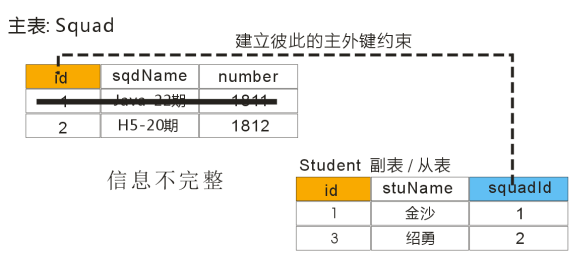 主表: Squad
建立彼此的主外键约束
id sqdName number
1 Java-22期 1811
2 H5-20期 1812
信息不完整
Student 副表 / 从表
id stuName squadId
1 金沙 1
3 绍勇 2